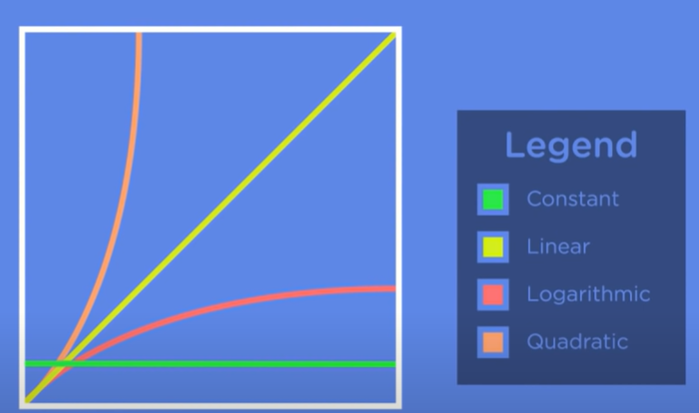 Legend
Constant
Linear
Logarithmic
Quadratic